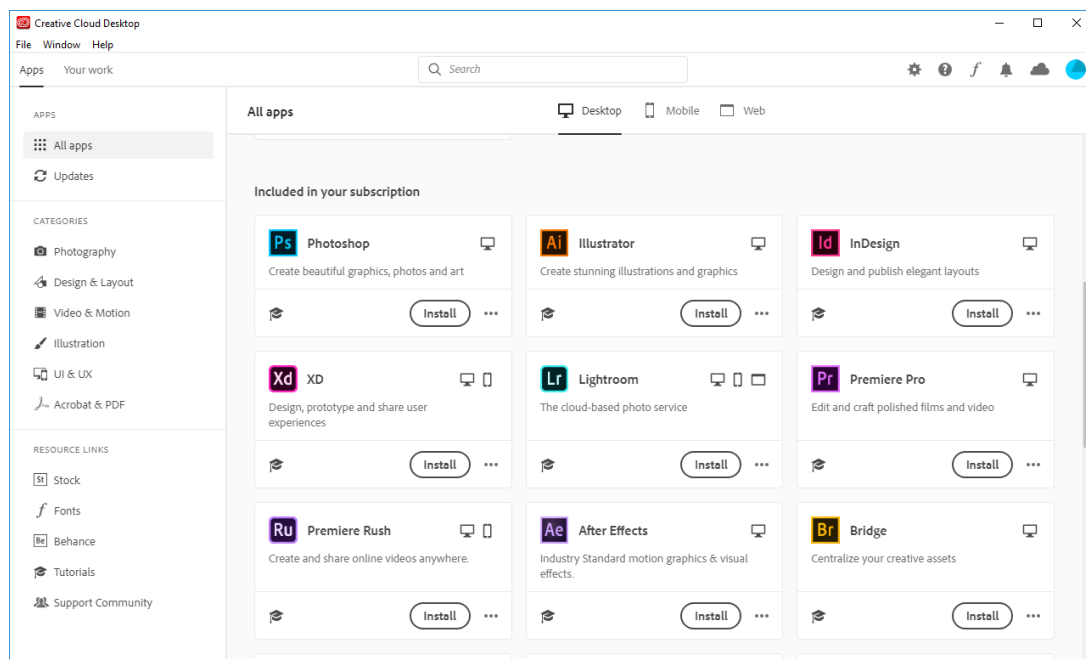 Creative Cloud Desktop
File Window Help
Apps Your work Search
APPS
All apps
Updates
CATEGORIES
Photography
Design & Layout
Video & Motion
Illustration
UI & UX
Acrobat & PDF
RESOURCE LINKS
St Stock
Fonts
Be Behance
Tutorials
Support Community
All apps Desktop Mobile Web
Included in your subscription
Ps Photoshop
Create beautiful graphics, photos and art
Install
Ai Illustrator
Create stunning illustrations and graphics
Install
Id InDesign
Design and publish elegant layouts
Install
Xd XD
Design, prototype and share user
experiences
Install
Lr Lightroom
The cloud-based photo service
Install
Pr Premiere Pro
Edit and craft polished films and video
Install
Ru Premiere Rush
Create and share online videos anywhere.
Install
Ae After Effects
Industry Standard motion graphics & visual
effects.
Install
Br Bridge
Centralize your creative assets
Install